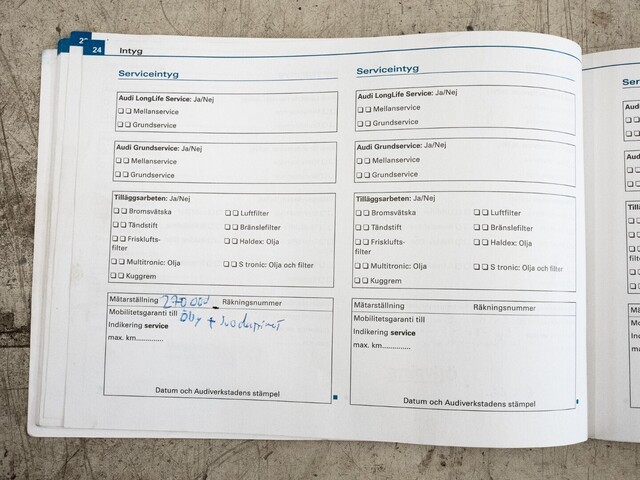 24
Intyg
Serviceintyg
Audi LongLife Service: Ja/Nej
Mellanservice
Grundservice
Audi Grundservice: Ja/Nej
Mellanservice
Grundservice
Tilläggsarbeten: Ja/Nej
Bromsvätska Luftfilter
Tändstift Bränslefilter
Frisklufts- Haldex: Olja
filter
Multitronic: Olja S tronic: Olja och filter
Kuggrem
Mätarställning 270000 Räkningsnummer
Mobilitetsgaranti till
Öby +
Indikering service
max. km.............
Datum och Audiverkstadens stämpel
Serviceintyg
Audi LongLife Service: Ja/Nej
Mellanservice
Grundservice
Audi Grundservice: Ja/Nej
Mellanservice
Grundservice
Tilläggsarbeten: Ja/Nej
Bromsvätska Luftfilter
Tändstift Bränslefilter
Frisklufts- Haldex: Olja
filter
Multitronic: Olja S tronic: Olja och filter
Kuggrem
Mätarställning Räkningsnummer
Mobilitetsgaranti till
Indikering service
max. km.............
Datum och Audiverkstadens stämpel